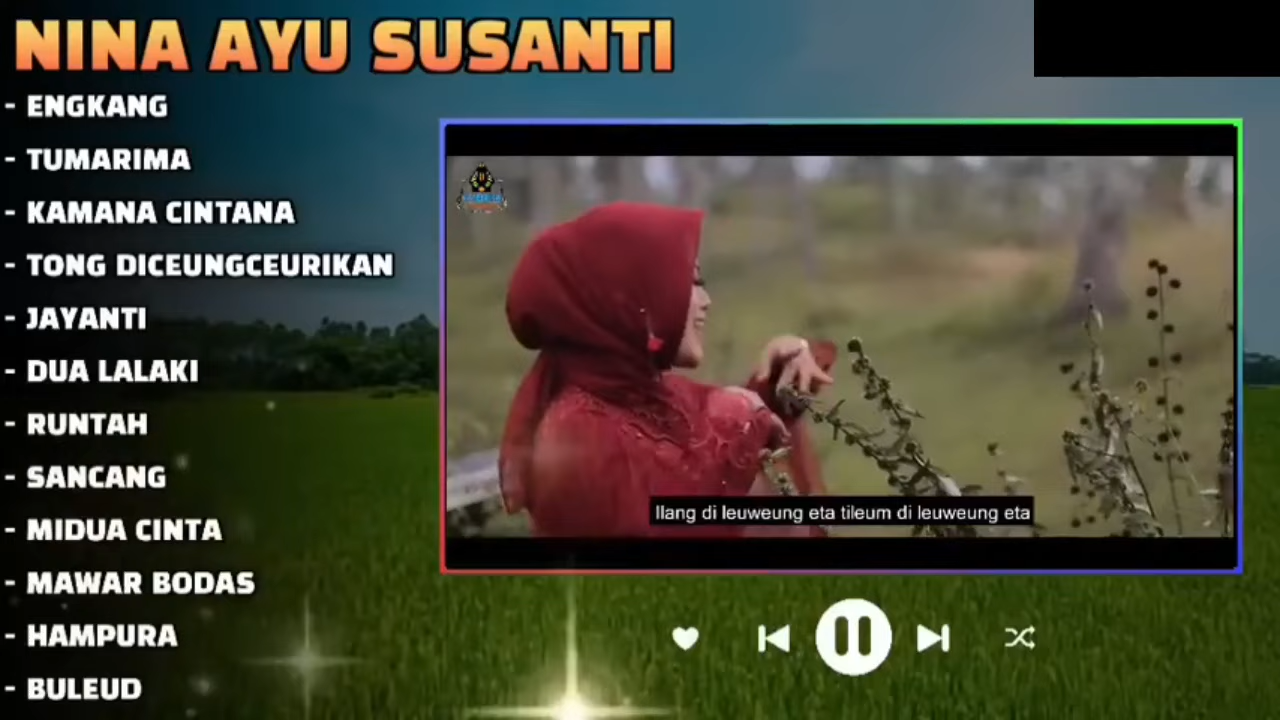 NINA AYU SUSANTI
- ENGKANG
- TUMARIMA
- KAMANA CINTANA
- TONG DICEUNGCEURIKAN
- JAYANTI
- DUA LALAKI
- RUNTAH
- SANCANG
- MIDUA CINTA
- MAWAR BODAS
- HAMPURA
- BULEUD
Ilang di leuweung eta tileum di leuweung eta